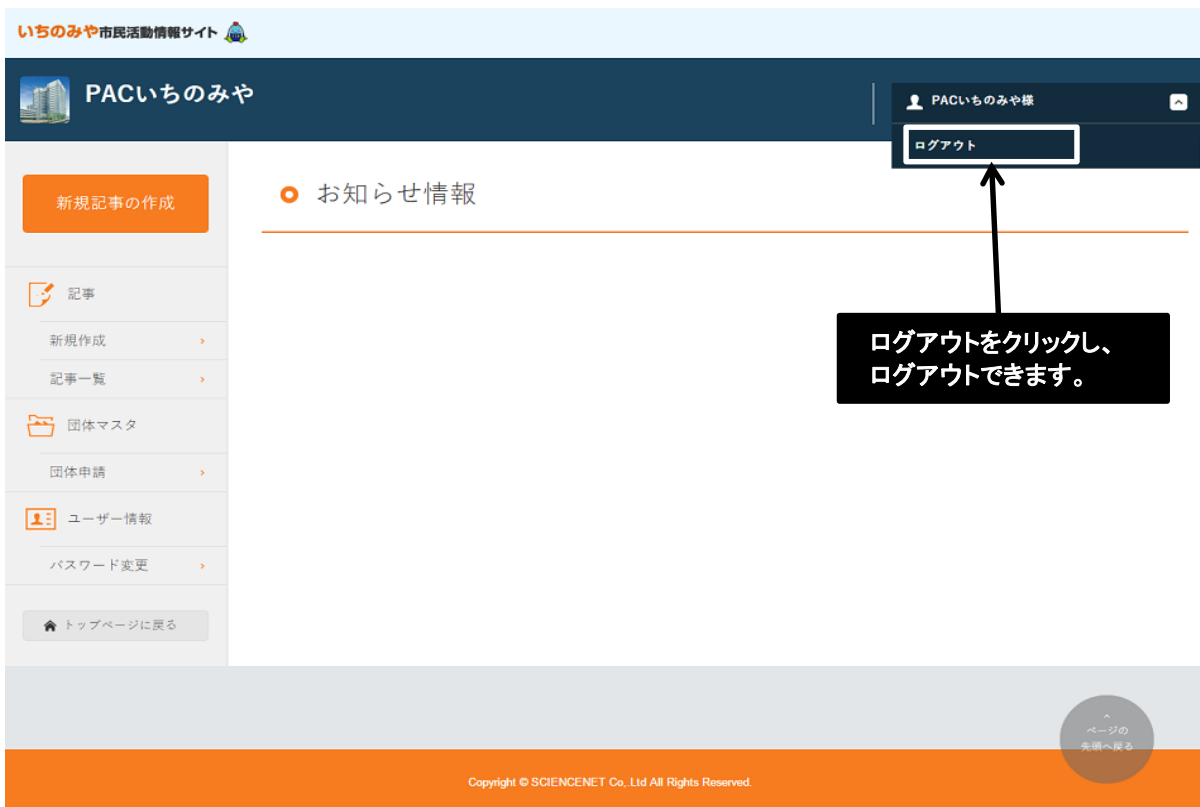 いちのみや市民活動情報サイト
PACいちのみや
PACいちのみや様
ログアウト
新規記事の作成
お知らせ情報
記事
新規作成
記事一覧
団体マスタ
団体申請
ユーザー情報
パスワード変更
トップページに戻る
ログアウトをクリックし、
ログアウトできます。
ページの
先頭へ戻る
Copyright © SCIENCENET Co,.Ltd All Rights Reserved.